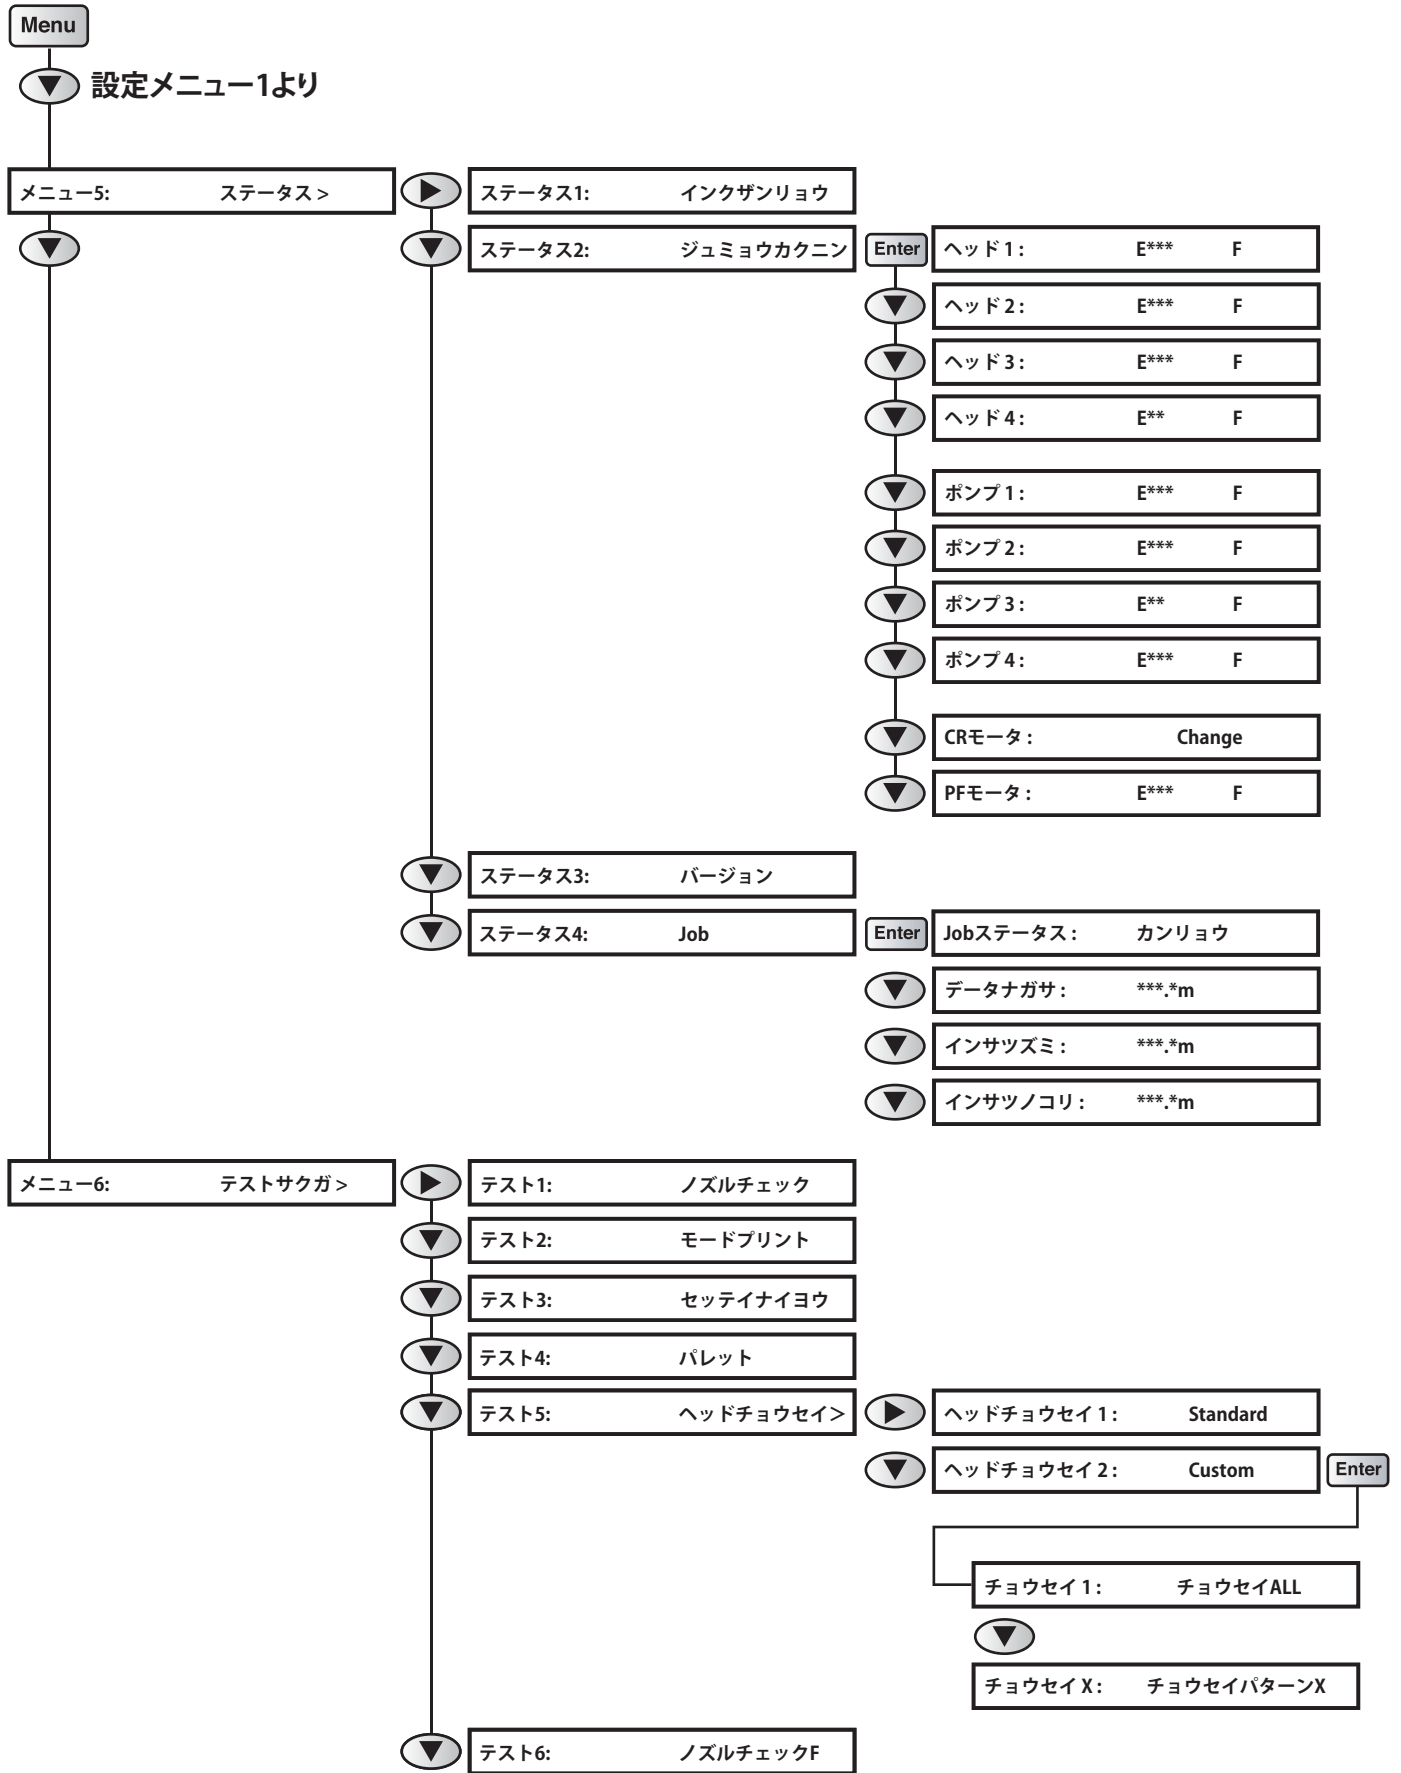 Menu
設定メニュー1より
メニュー5: ステータス >
ステータス1: インクザンリョウ
ステータス2: ジュミョウカクニン
Enter
ヘッド 1 : E*** F
ヘッド 2 : E*** F
ヘッド 3 : E*** F
ヘッド 4 : E** F
ポンプ 1 : E*** F
ポンプ 2 : E*** F
ポンプ 3 : E** F
ポンプ 4 : E*** F
CRモータ : Change
PFモータ : E*** F
ステータス3: バージョン
ステータス4: Job
Enter
Jobステータス : カンリョウ
データナガサ : ***.*m
インサツズミ : ***.*m
インサツノコリ : ***.*m
メニュー6: テストサクガ >
テスト1: ノズルチェック
テスト2: モードプリント
テスト3: セッテイナイヨウ
テスト4: パレット
テスト5: ヘッドチョウセイ＞
ヘッドチョウセイ 1 : Standard
ヘッドチョウセイ 2 : Custom
Enter
チョウセイ 1 : チョウセイALL
チョウセイ X : チョウセイパターンX
テスト6: ノズルチェックF